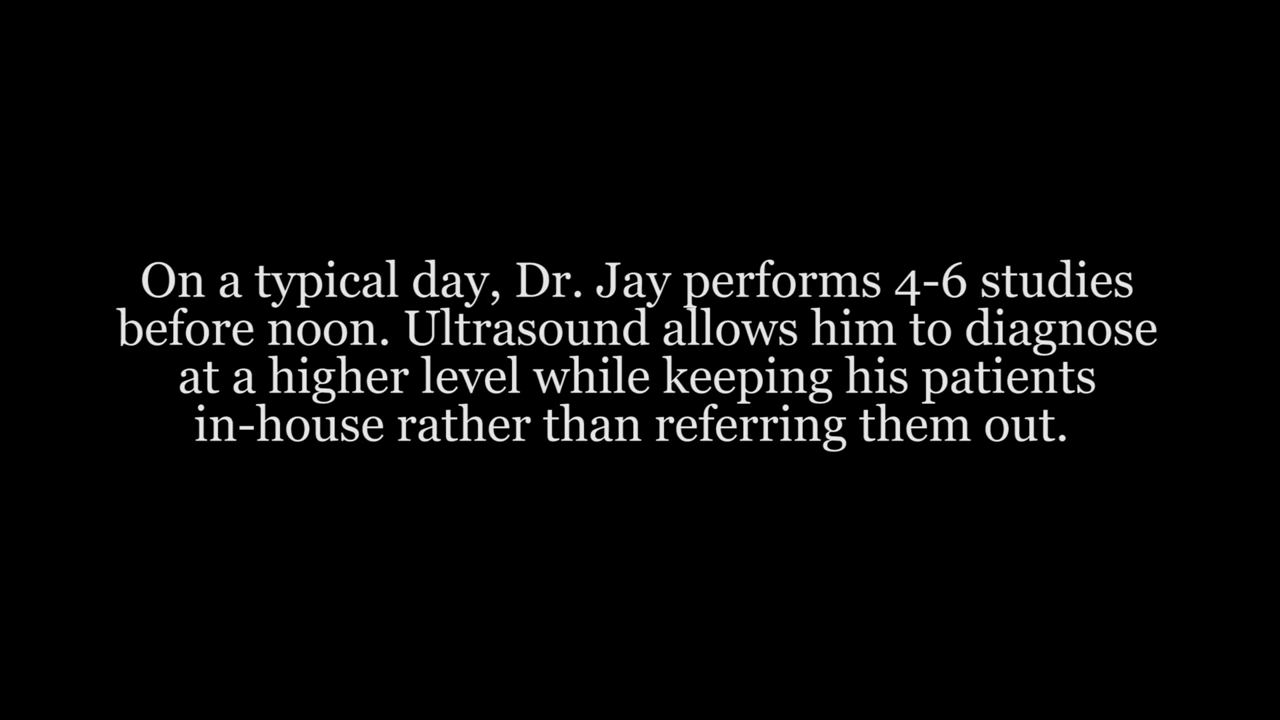 On a typical day, Dr. Jay performs 4-6 studies
before noon. Ultrasound allows him to diagnose
at a higher level while keeping his patients
in-house rather than referring them out.